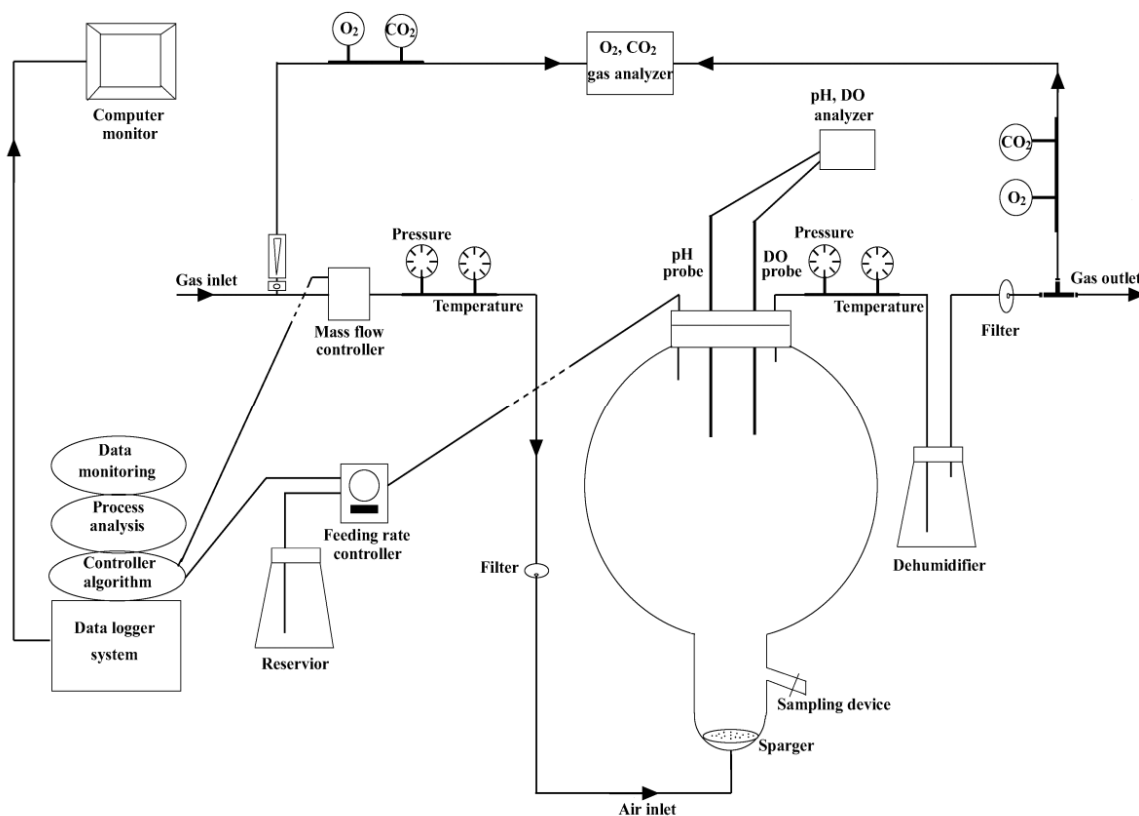 O₂
CO₂
O₂, CO₂
gas analyzer
Computer
monitor
pH, DO
analyzer
CO₂
O₂
Pressure
Gas inlet
Temperature
Mass flow
controller
pH
probe
DO
probe
Pressure
Temperature
Gas outlet
Filter
Data
monitoring
Process
analysis
Controller
algorithm
Data logger
system
Feeding rate
controller
Filter
Dehumidifier
Reservior
Sampling device
Sparger
Air inlet